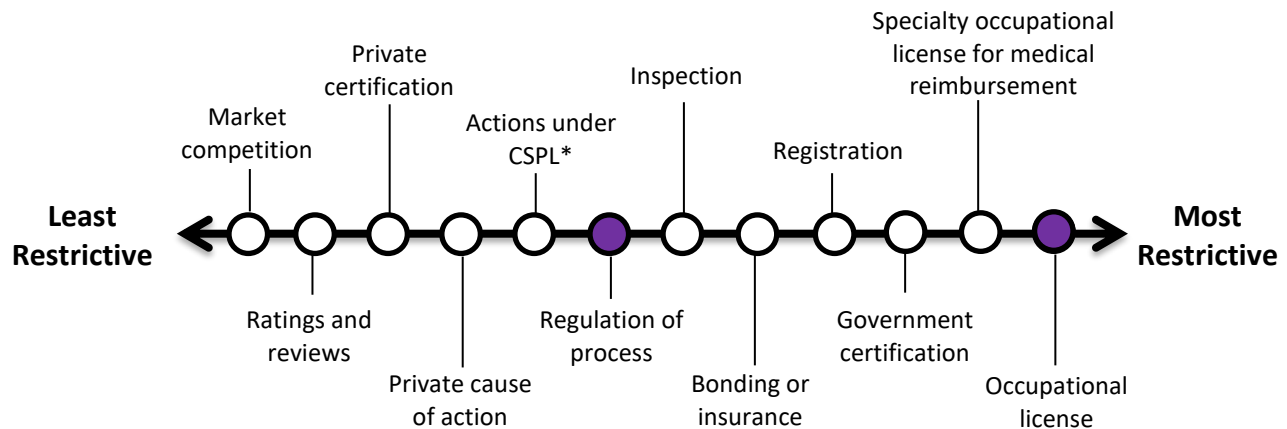 Least
Restrictive
Market
competition
Ratings and
reviews
Private
certification
Private cause
of action
Actions under
CSPL*
Regulation of
process
Inspection
Bonding or
insurance
Registration
Government
certification
Specialty occupational
license for medical
reimbursement
Occupational
license
Most
Restrictive